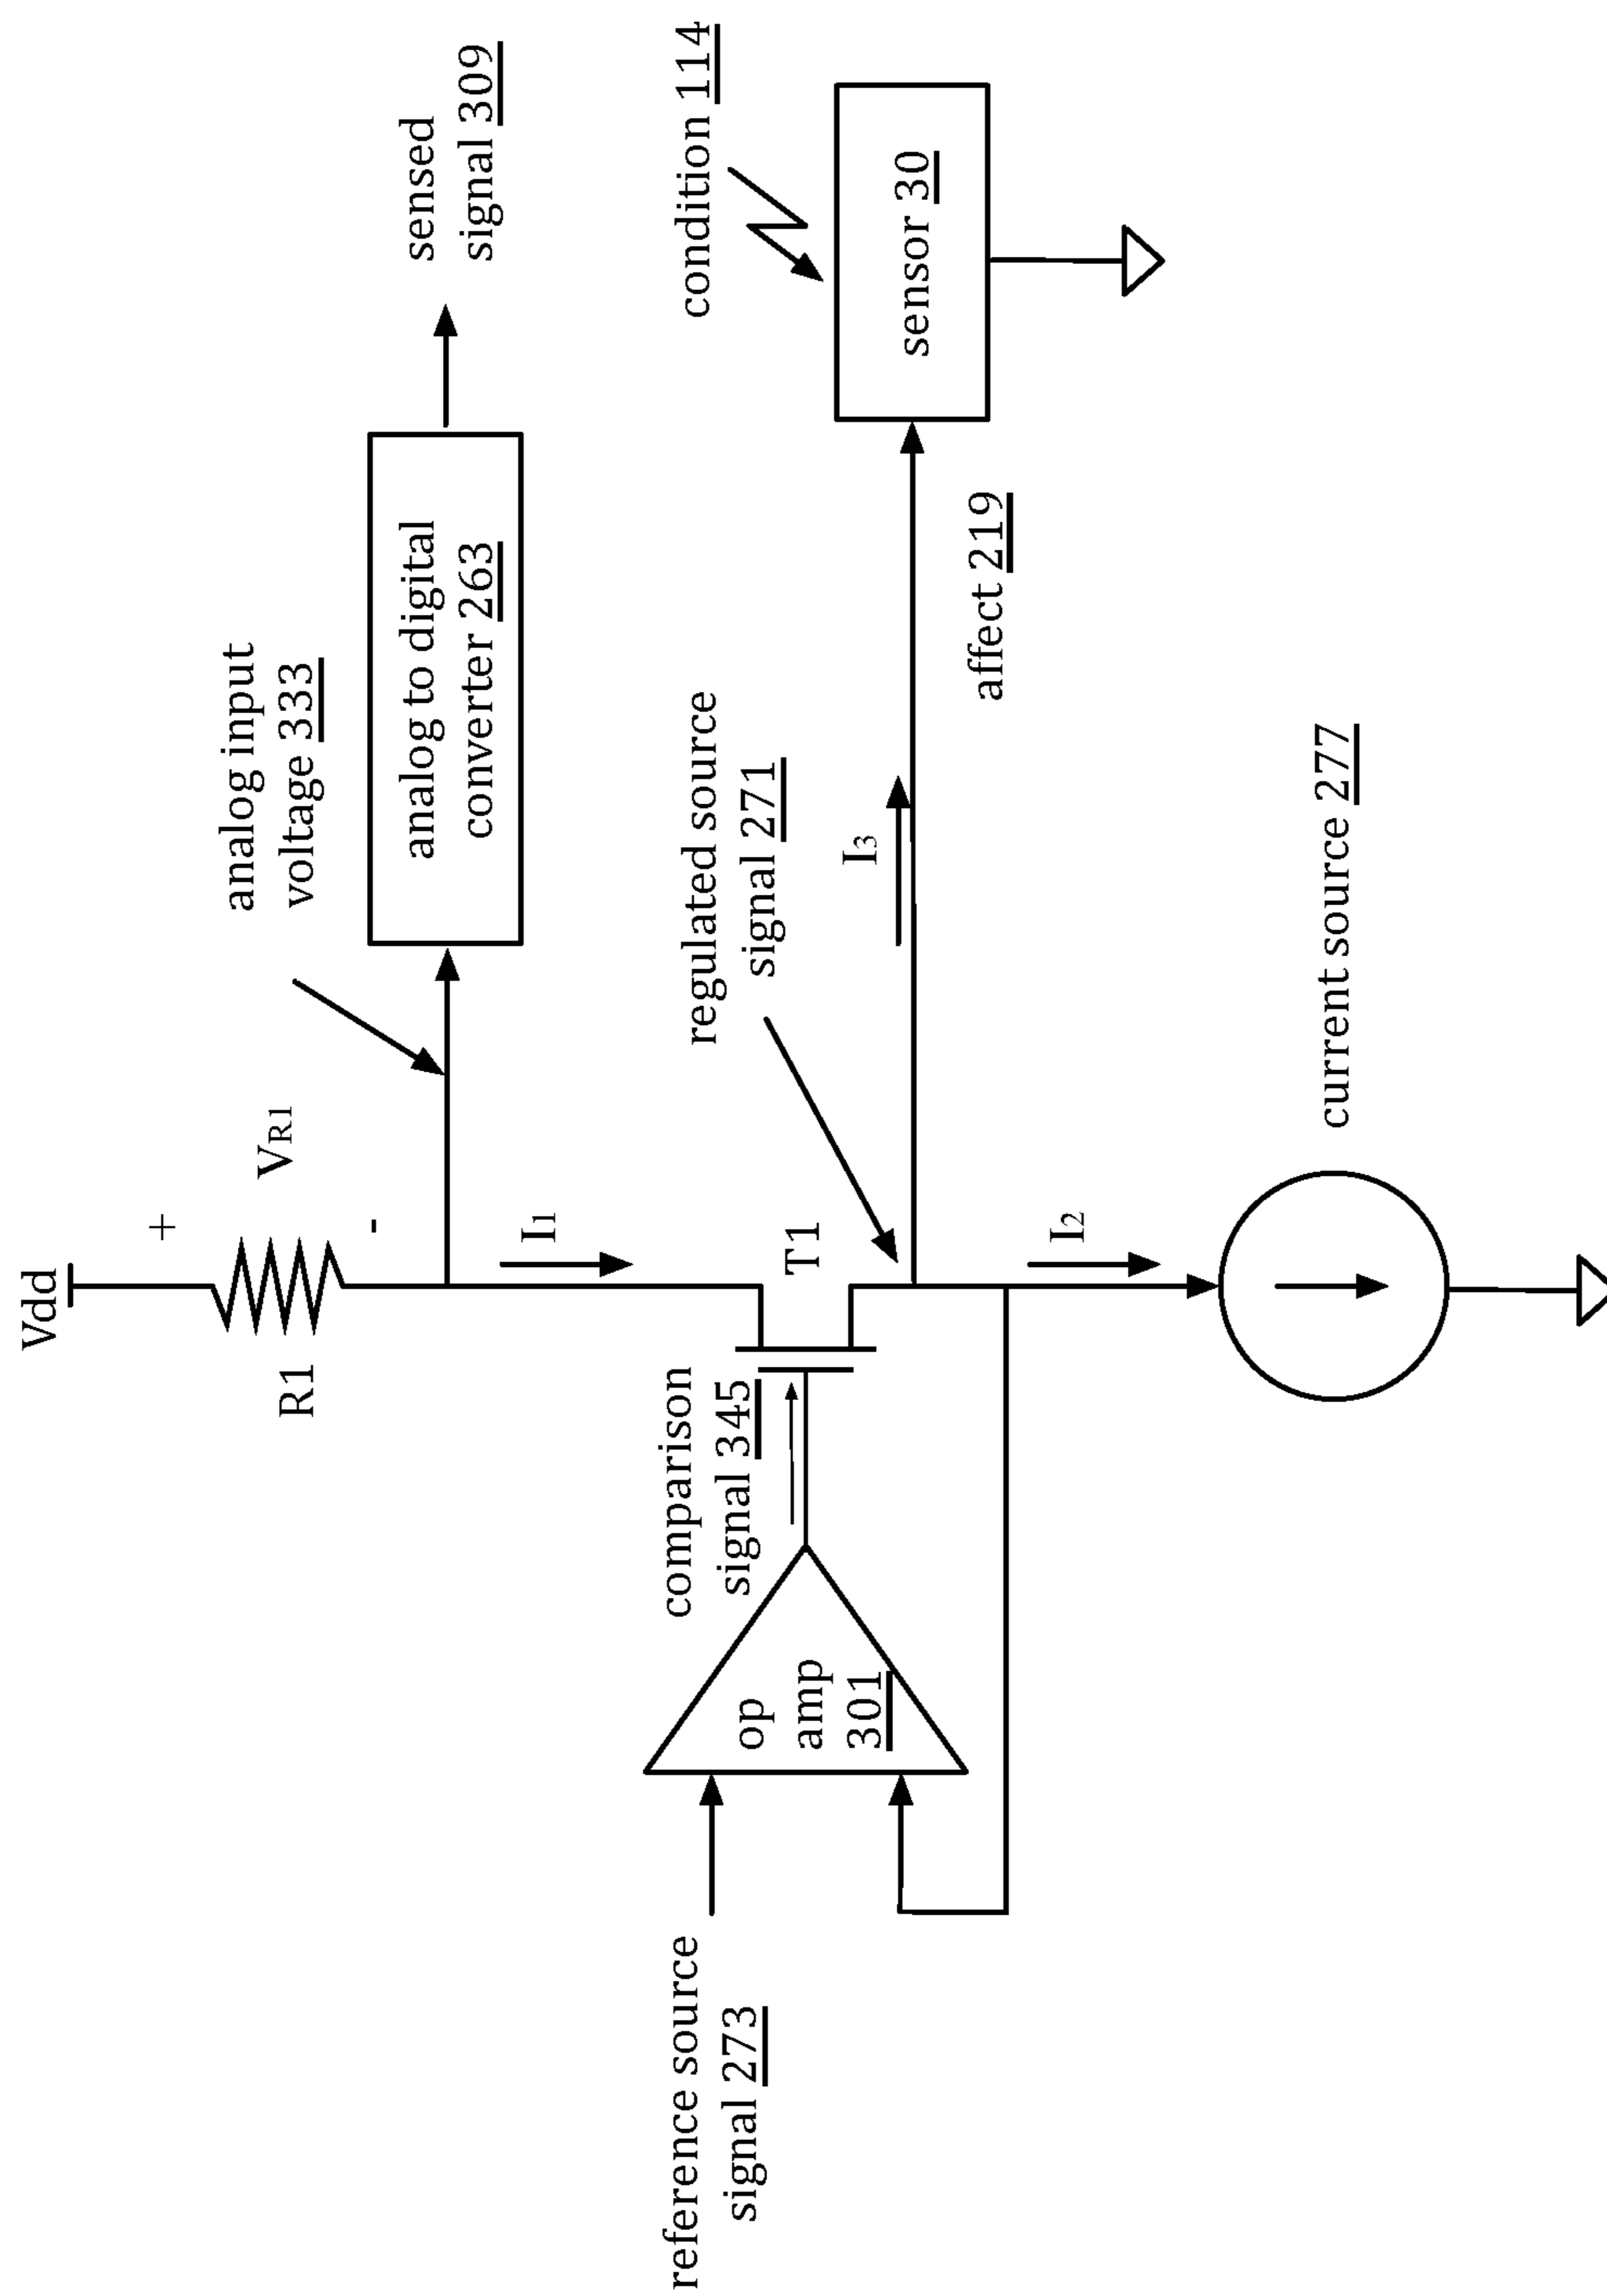 Vdd
+
R1
VR1
-
analog input
voltage 333
analog to digital
converter 263
sensed
signal 309
I1
comparison
signal 345
T1
regulated source
signal 271
condition 114
reference source
signal 273
op
amp
301
I3
sensor 30
affect 219
I2
current source 277